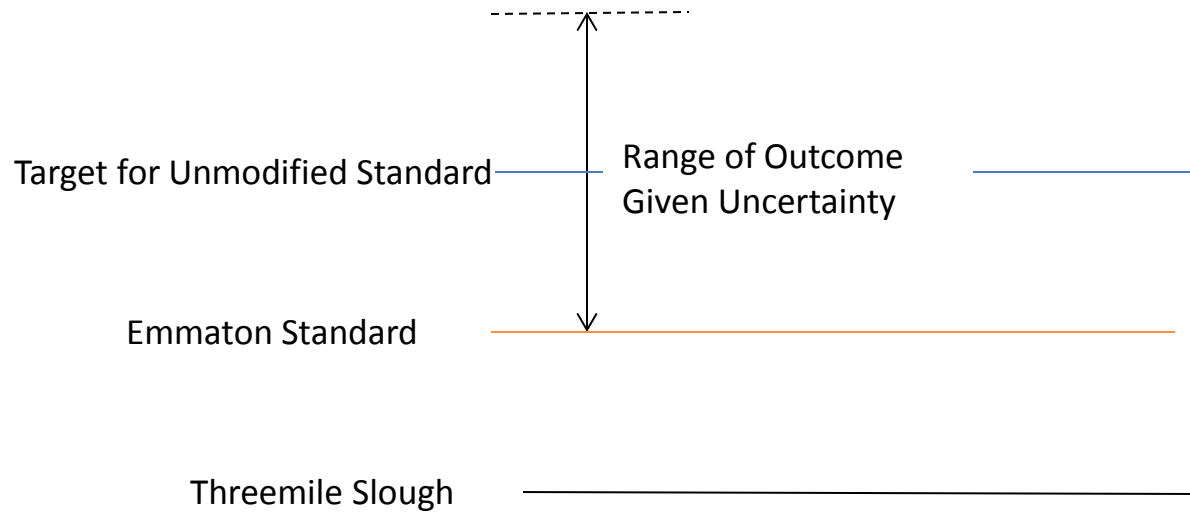 Target for Unmodified Standard
Range of Outcome
Given Uncertainty
Emmaton Standard
Threemile Slough